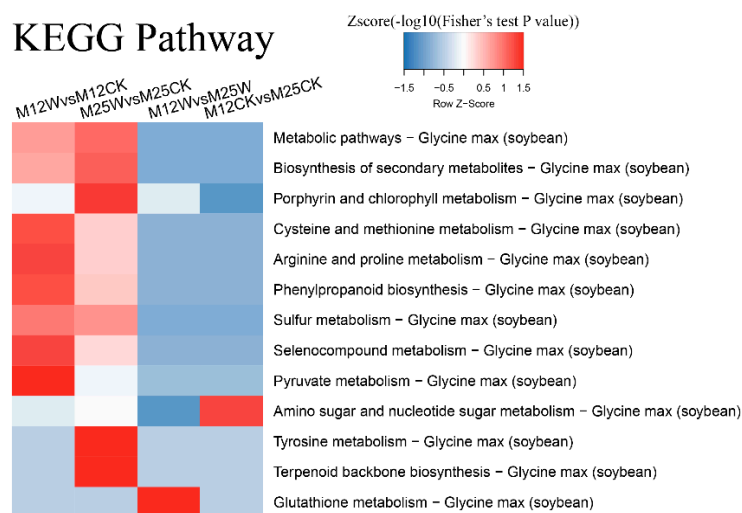 KEGG Pathway
Zscore(-log10(Fisher's test P value))
−1.5 −0.5 0.5 1 1.5
Row Z−Score
M12WvsM12CK M25WvsM25CK M12WvsM25W M12CKvsM25CK
Metabolic pathways − Glycine max (soybean)
Biosynthesis of secondary metabolites − Glycine max (soybean)
Porphyrin and chlorophyll metabolism − Glycine max (soybean)
Cysteine and methionine metabolism − Glycine max (soybean)
Arginine and proline metabolism − Glycine max (soybean)
Phenylpropanoid biosynthesis − Glycine max (soybean)
Sulfur metabolism − Glycine max (soybean)
Selenocompound metabolism − Glycine max (soybean)
Pyruvate metabolism − Glycine max (soybean)
Amino sugar and nucleotide sugar metabolism − Glycine max (soybean)
Tyrosine metabolism − Glycine max (soybean)
Terpenoid backbone biosynthesis − Glycine max (soybean)
Glutathione metabolism − Glycine max (soybean)